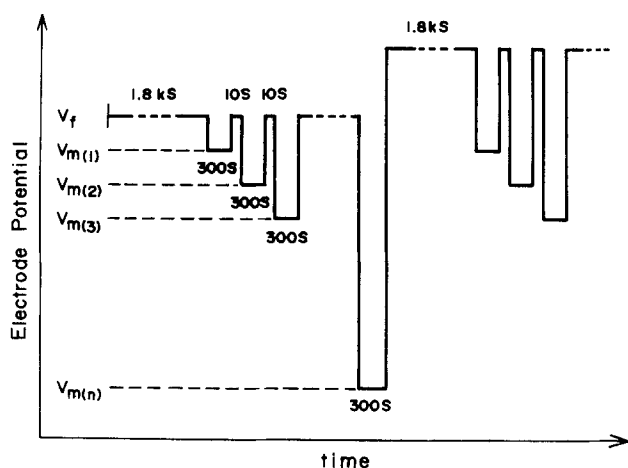 1.8kS
1.8 kS
10S
10S
Vf
Vm(1)
300S
Vm(2)
300S
Vm(3)
300S
Vm(n)
300S
Electrode Potential
time